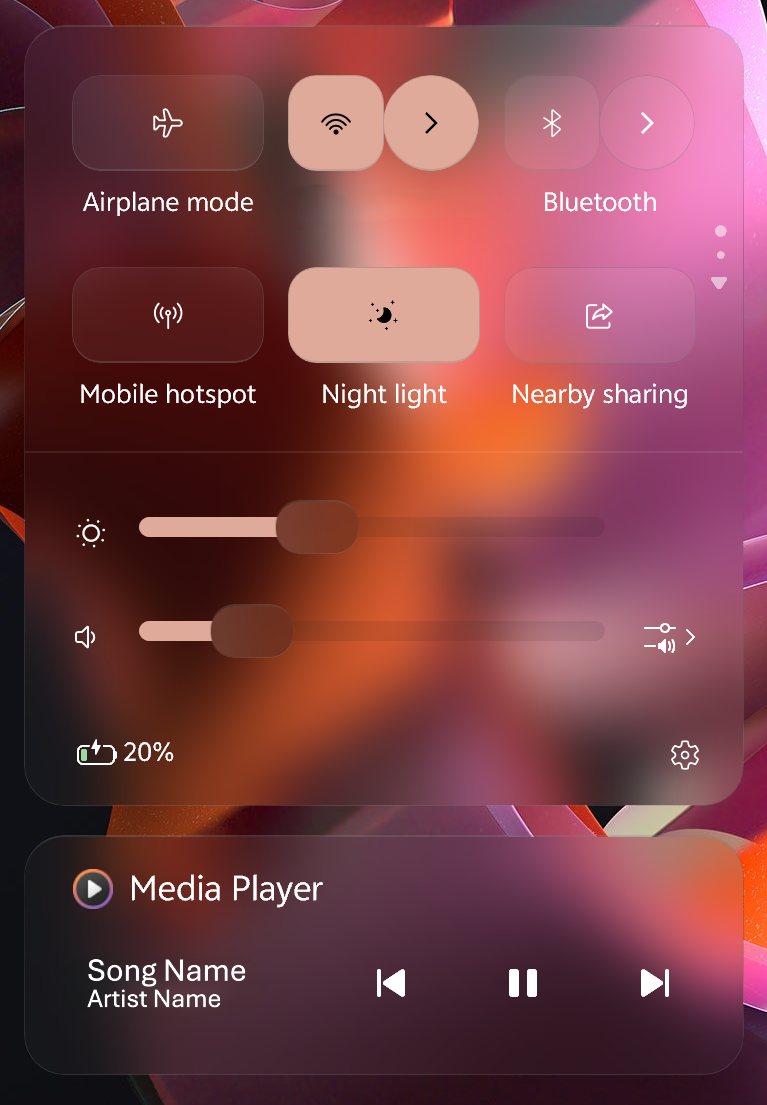 Airplane mode
Bluetooth
Mobile hotspot
Night light
Nearby sharing
20%
Media Player
Song Name
Artist Name